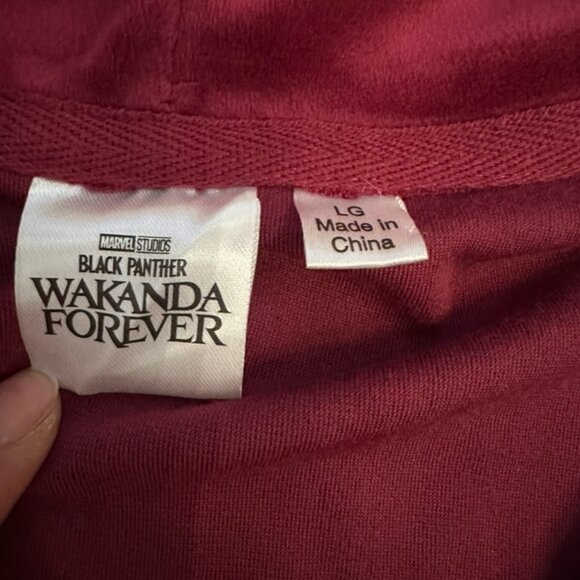 MARVEL STUDIOS
BLACK PANTHER
WAKANDA
FOREVER
LG
Made in
China